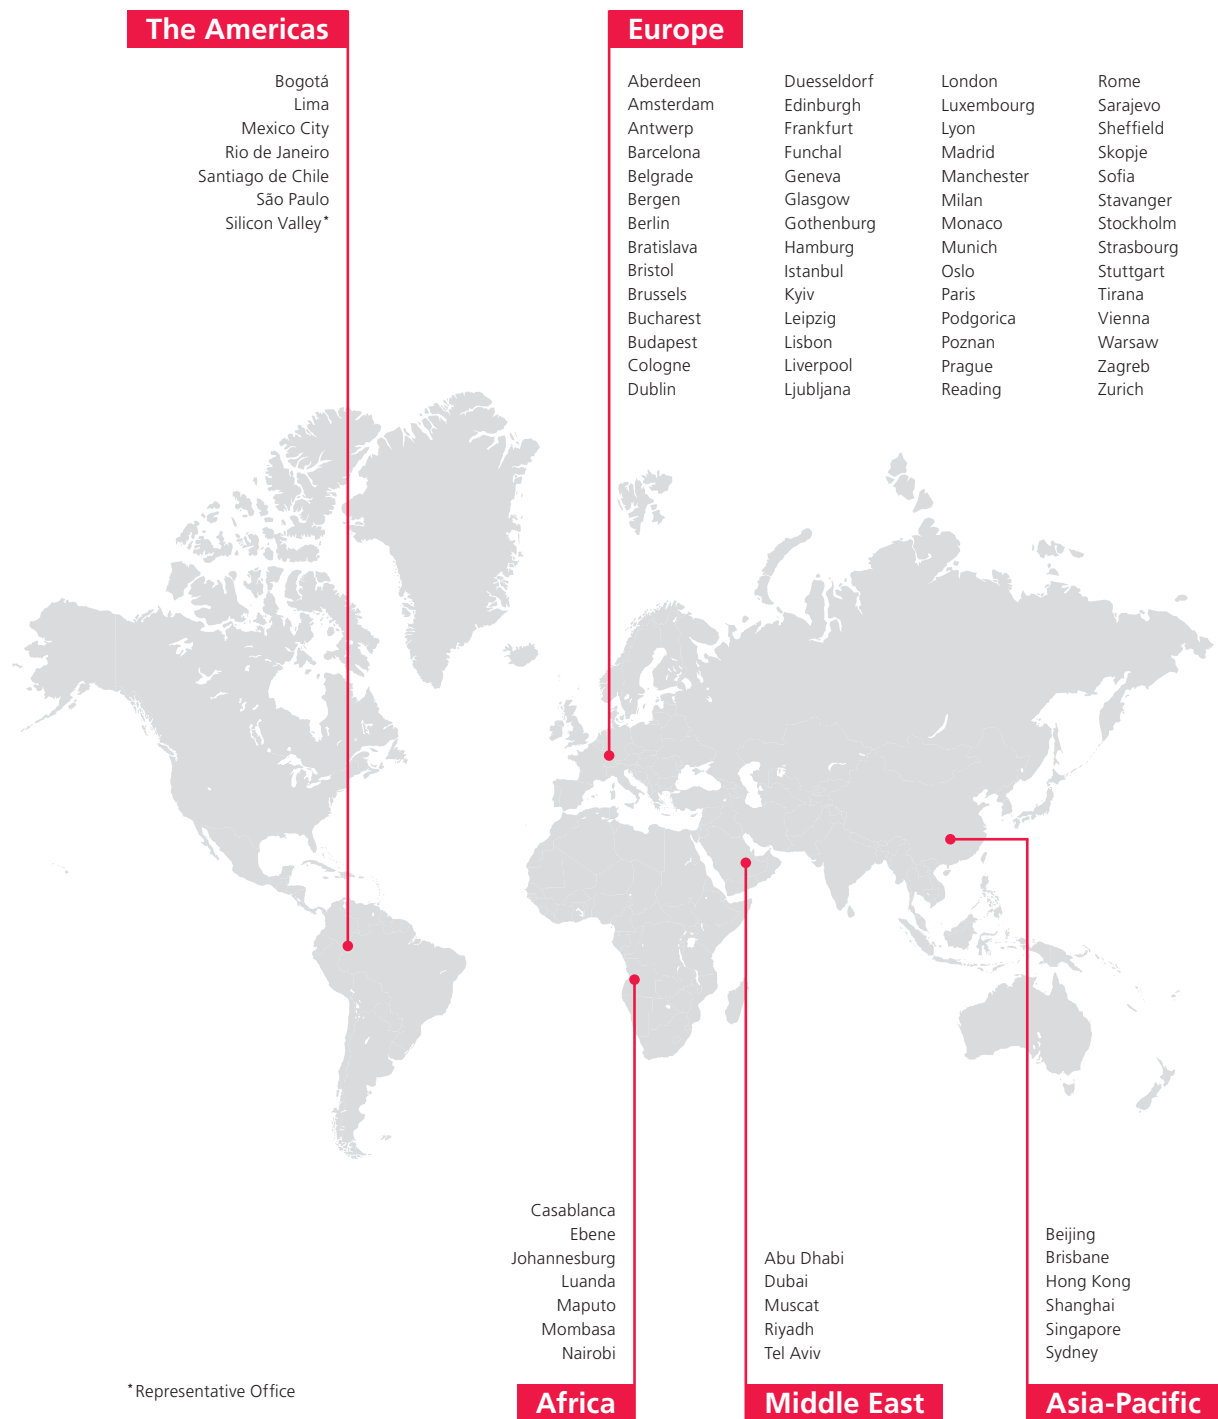 The Americas
Bogotá
Lima
Mexico City
Rio de Janeiro
Santiago de Chile
São Paulo
Silicon Valley*
Europe
Aberdeen
Amsterdam
Antwerp
Barcelona
Belgrade
Bergen
Berlin
Bratislava
Bristol
Brussels
Bucharest
Budapest
Cologne
Dublin
Duesseldorf
Edinburgh
Frankfurt
Funchal
Geneva
Glasgow
Gothenburg
Hamburg
Istanbul
Kyiv
Leipzig
Lisbon
Liverpool
Ljubljana
London
Luxembourg
Lyon
Madrid
Manchester
Milan
Monaco
Munich
Oslo
Paris
Podgorica
Poznan
Prague
Reading
Rome
Sarajevo
Sheffield
Skopje
Sofia
Stavanger
Stockholm
Strasbourg
Stuttgart
Tirana
Vienna
Warsaw
Zagreb
Zurich
Casablanca
Ebene
Johannesburg
Luanda
Maputo
Mombasa
Nairobi
Africa
Abu Dhabi
Dubai
Muscat
Riyadh
Tel Aviv
Middle East
Beijing
Brisbane
Hong Kong
Shanghai
Singapore
Sydney
Asia-Pacific
*Representative Office